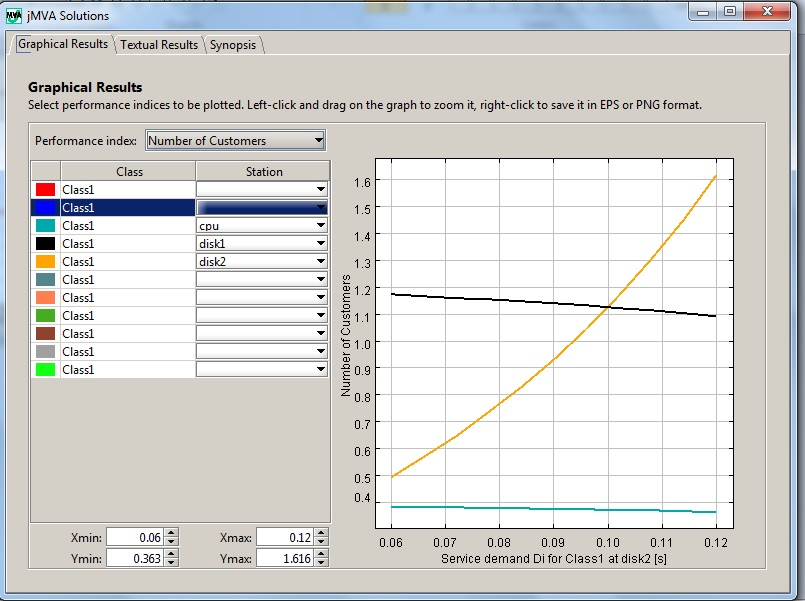 MVA jMVA Solutions
Graphical Results Textual Results Synopsis
Graphical Results
Select performance indices to be plotted. Left-click and drag on the graph to zoom it, right-click to save it in EPS or PNG format.
Performance index: Number of Customers
Class Station
Class1
Class1
Class1 cpu
Class1 disk1
Class1 disk2
Class1
Class1
Class1
Class1
Class1
Class1
Xmin: 0.06 Xmax: 0.12
Ymin: 0.363 Ymax: 1.616
Number of Customers
1.6
1.5
1.4
1.3
1.2
1.1
1.0
0.9
0.8
0.7
0.6
0.5
0.4
0.06 0.07 0.08 0.09 0.10 0.11 0.12
Service demand Di for Class1 at disk2 [s]